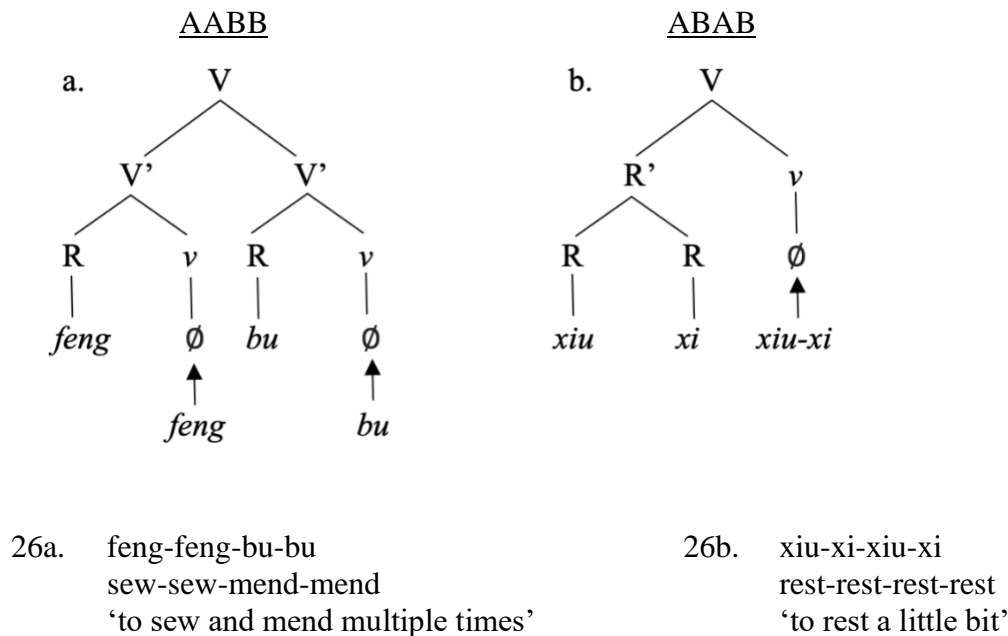 AABB ABAB
a. V b. V
V’ V’ R’ v
R v R v R R ∅
feng ∅ bu ∅ xiu xi xiu-xi
feng bu
26a. feng-feng-bu-bu 26b. xiu-xi-xiu-xi
sew-sew-mend-mend rest-rest-rest-rest
‘to sew and mend multiple times’ ‘to rest a little bit’